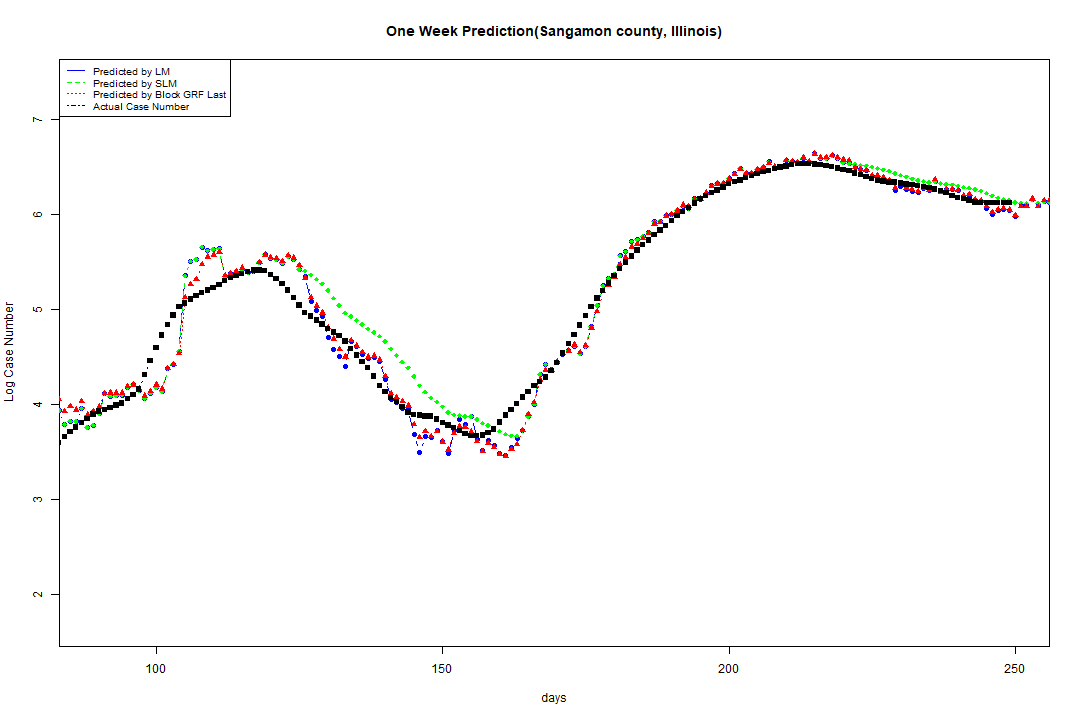 One Week Prediction(Sangamon county, Illinois)
Predicted by LM
Predicted by SLM
Predicted by Block GRF Last
Actual Case Number
Log Case Number
7
6
5
4
3
2
100 150 200 250
days